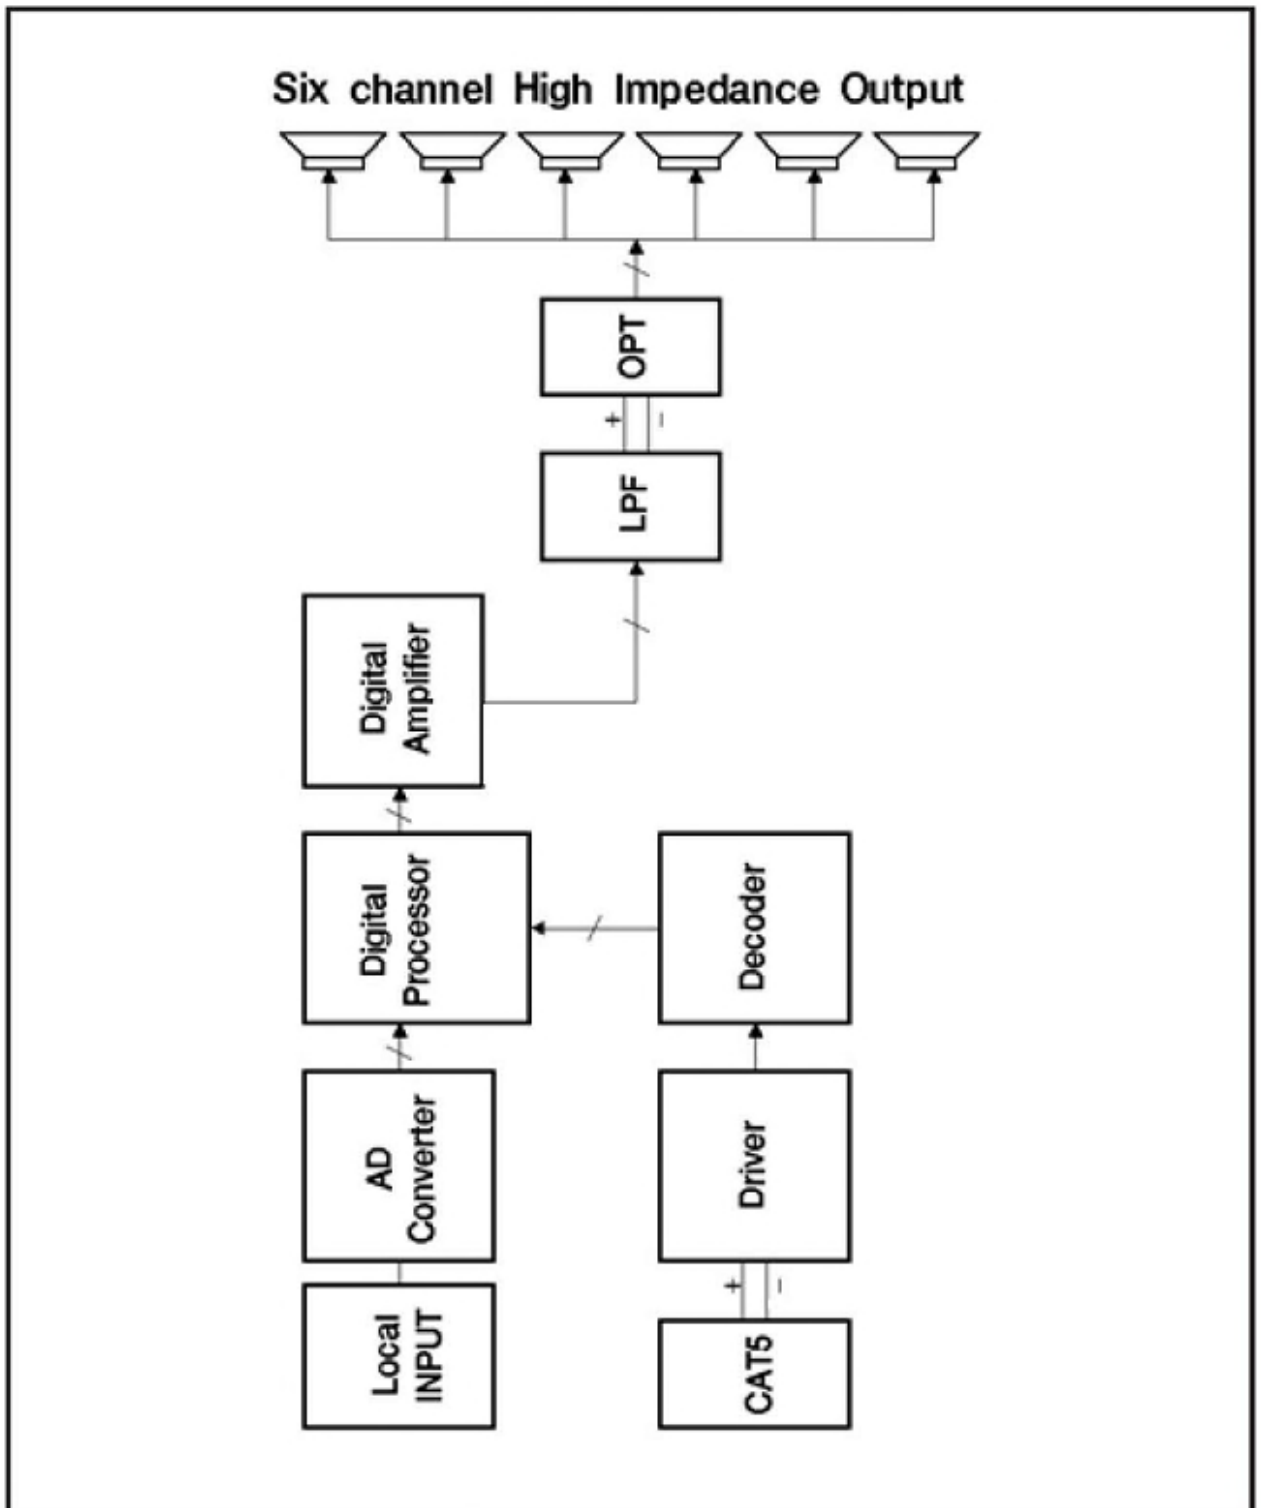 Six channel High Impedance Output
OPT
+
–
LPF
Digital
Amplifier
Digital
Processor
Decoder
AD
Converter
Driver
+
–
Local
INPUT
CAT5